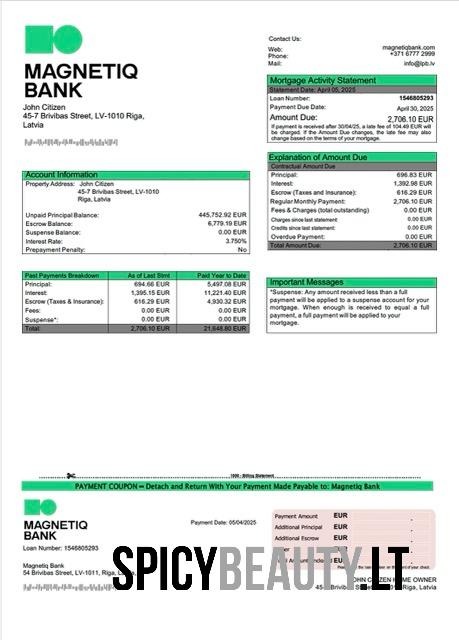 MAGNETIQ
BANK
John Citizen
45-7 Brivibas Street, LV-1010 Riga,
Latvia
Contact Us:
Web: magnetiqbank.com
Phone: +371 6777 2999
Mail: info@lpb.lv
Mortgage Activity Statement
Statement Date: April 05, 2025
Loan Number: 1546805293
Payment Due Date: April 30, 2025
Amount Due: 2,706.10 EUR
If payment is received after 30/04/25, a late fee of 104.49 EUR will
be charged. If the Amount Due changes, the late fee may also
change based on the terms of your mortgage.
Account Information
Property Address: John Citizen
45-7 Brivibas Street, LV-1010
Riga, Latvia
Unpaid Principal Balance: 445,752.92 EUR
Escrow Balance: 6,779.19 EUR
Suspense Balance: 0.00 EUR
Interest Rate: 3.750%
Prepayment Penalty: No
Explanation of Amount Due
Contractual Amount Due
Principal: 696.83 EUR
Interest: 1,392.98 EUR
Escrow (Taxes and Insurance): 616.29 EUR
Regular Monthly Payment: 2,706.10 EUR
Fees & Charges (total outstanding) 0.00 EUR
Charges since last statement: 0.00 EUR
Credits since last statement: 0.00 EUR
Overdue Payment: 0.00 EUR
Total Amount Due: 2,706.10 EUR
Past Payments Breakdown As of Last Stmt Paid Year to Date
Principal: 694.66 EUR 5,497.08 EUR
Interest: 1,395.15 EUR 11,221.40 EUR
Escrow (Taxes & Insurance): 616.29 EUR 4,930.32 EUR
Fees: 0.00 EUR 0.00 EUR
Suspense*: 0.00 EUR 0.00 EUR
Total: 2,706.10 EUR 21,648.80 EUR
Important Messages
*Suspense: Any amount received less than a full
payment will be applied to a suspense account for your
mortgage. When enough is received to equal a full
payment, a full payment will be applied to your
mortgage.
Billing Statement
PAYMENT COUPON – Detach and Return With Your Payment Made Payable to: Magnetiq Bank
MAGNETIQ
BANK
Loan Number: 1546805293
Payment Date: 05/04/2025
Payment Amount EUR .
Additional Principal EUR .
Additional Escrow EUR .
EUR .
Magnetiq Bank
54 Brivibas Street, LV-1011, Riga,
JOHN CITIZEN HOME OWNER
SPICYBEAUTY.LT